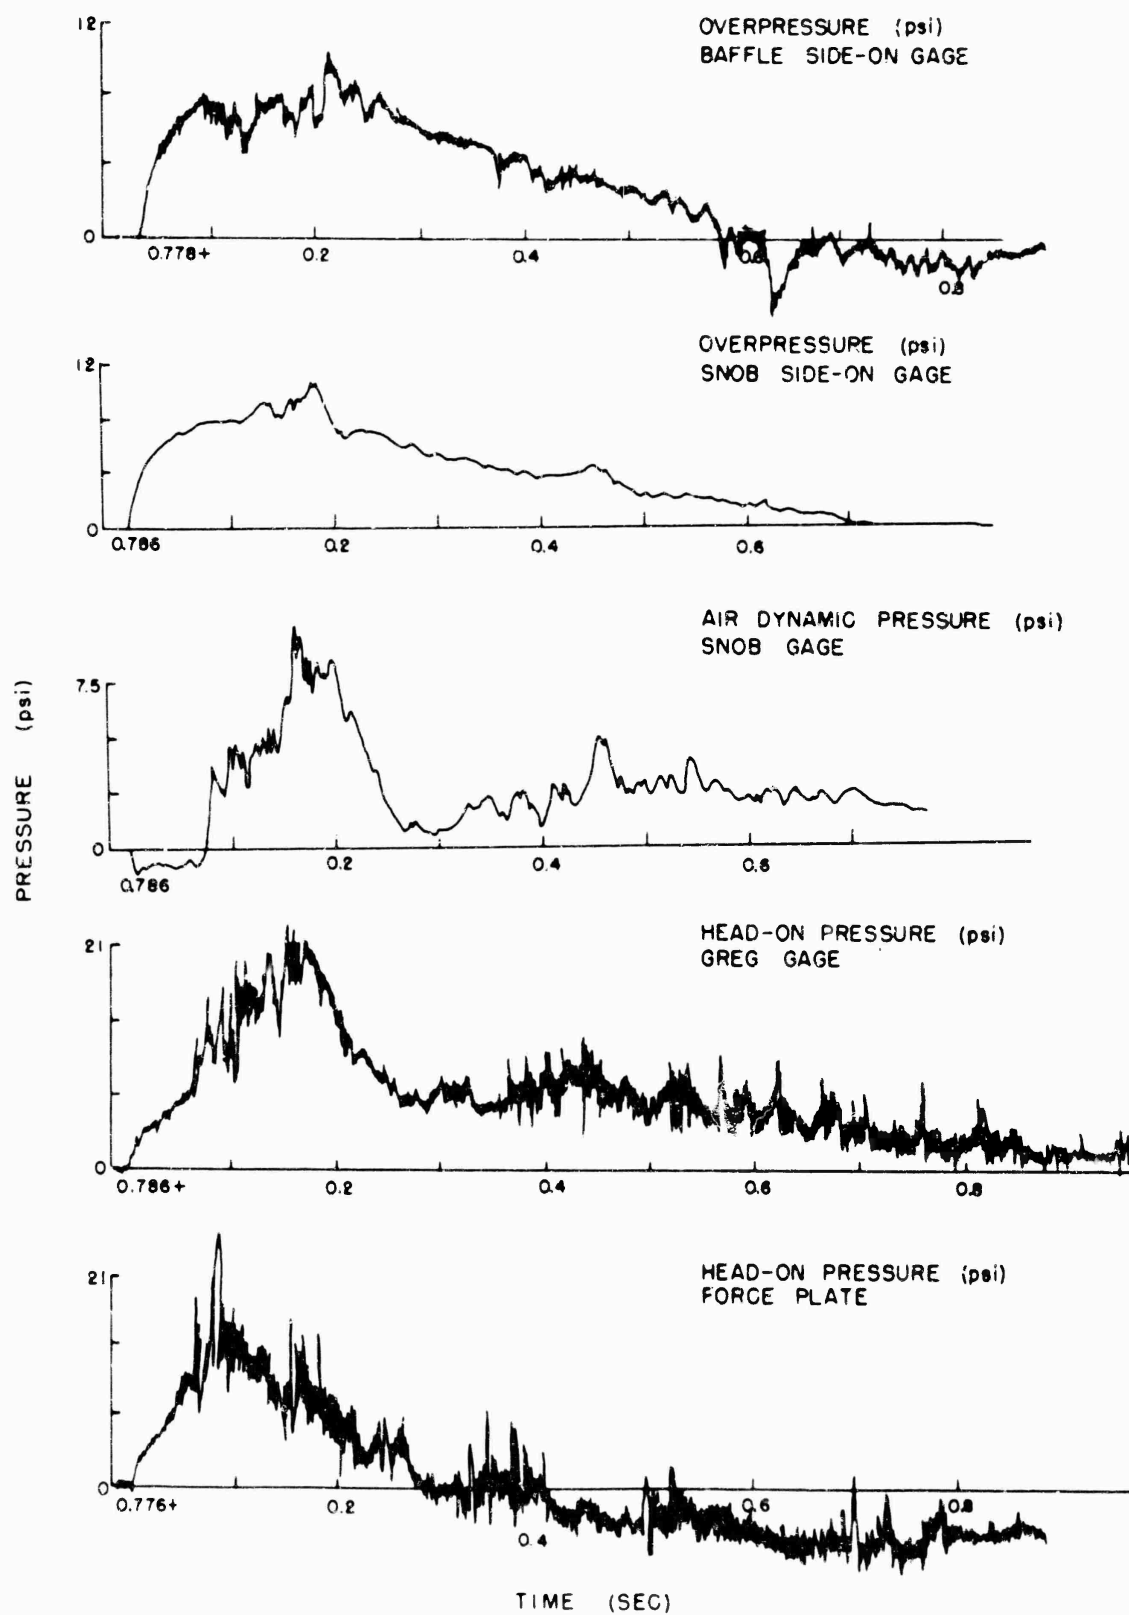 OVERPRESSURE (psi)
BAFFLE SIDE-ON GAGE
12
0
0.778+ 0.2 0.4 0.6 0.8
OVERPRESSURE (psi)
SNOB SIDE-ON GAGE
12
0
0.786 0.2 0.4 0.6
AIR DYNAMIC PRESSURE (psi)
SNOB GAGE
7.5
0
0.786 0.2 0.4 0.6
HEAD-ON PRESSURE (psi)
GREG GAGE
21
0
0.786+ 0.2 0.4 0.6 0.8
HEAD-ON PRESSURE (psi)
FORCE PLATE
21
0
0.776+ 0.2 0.4 0.6 0.8
PRESSURE (psi)
TIME (SEC)